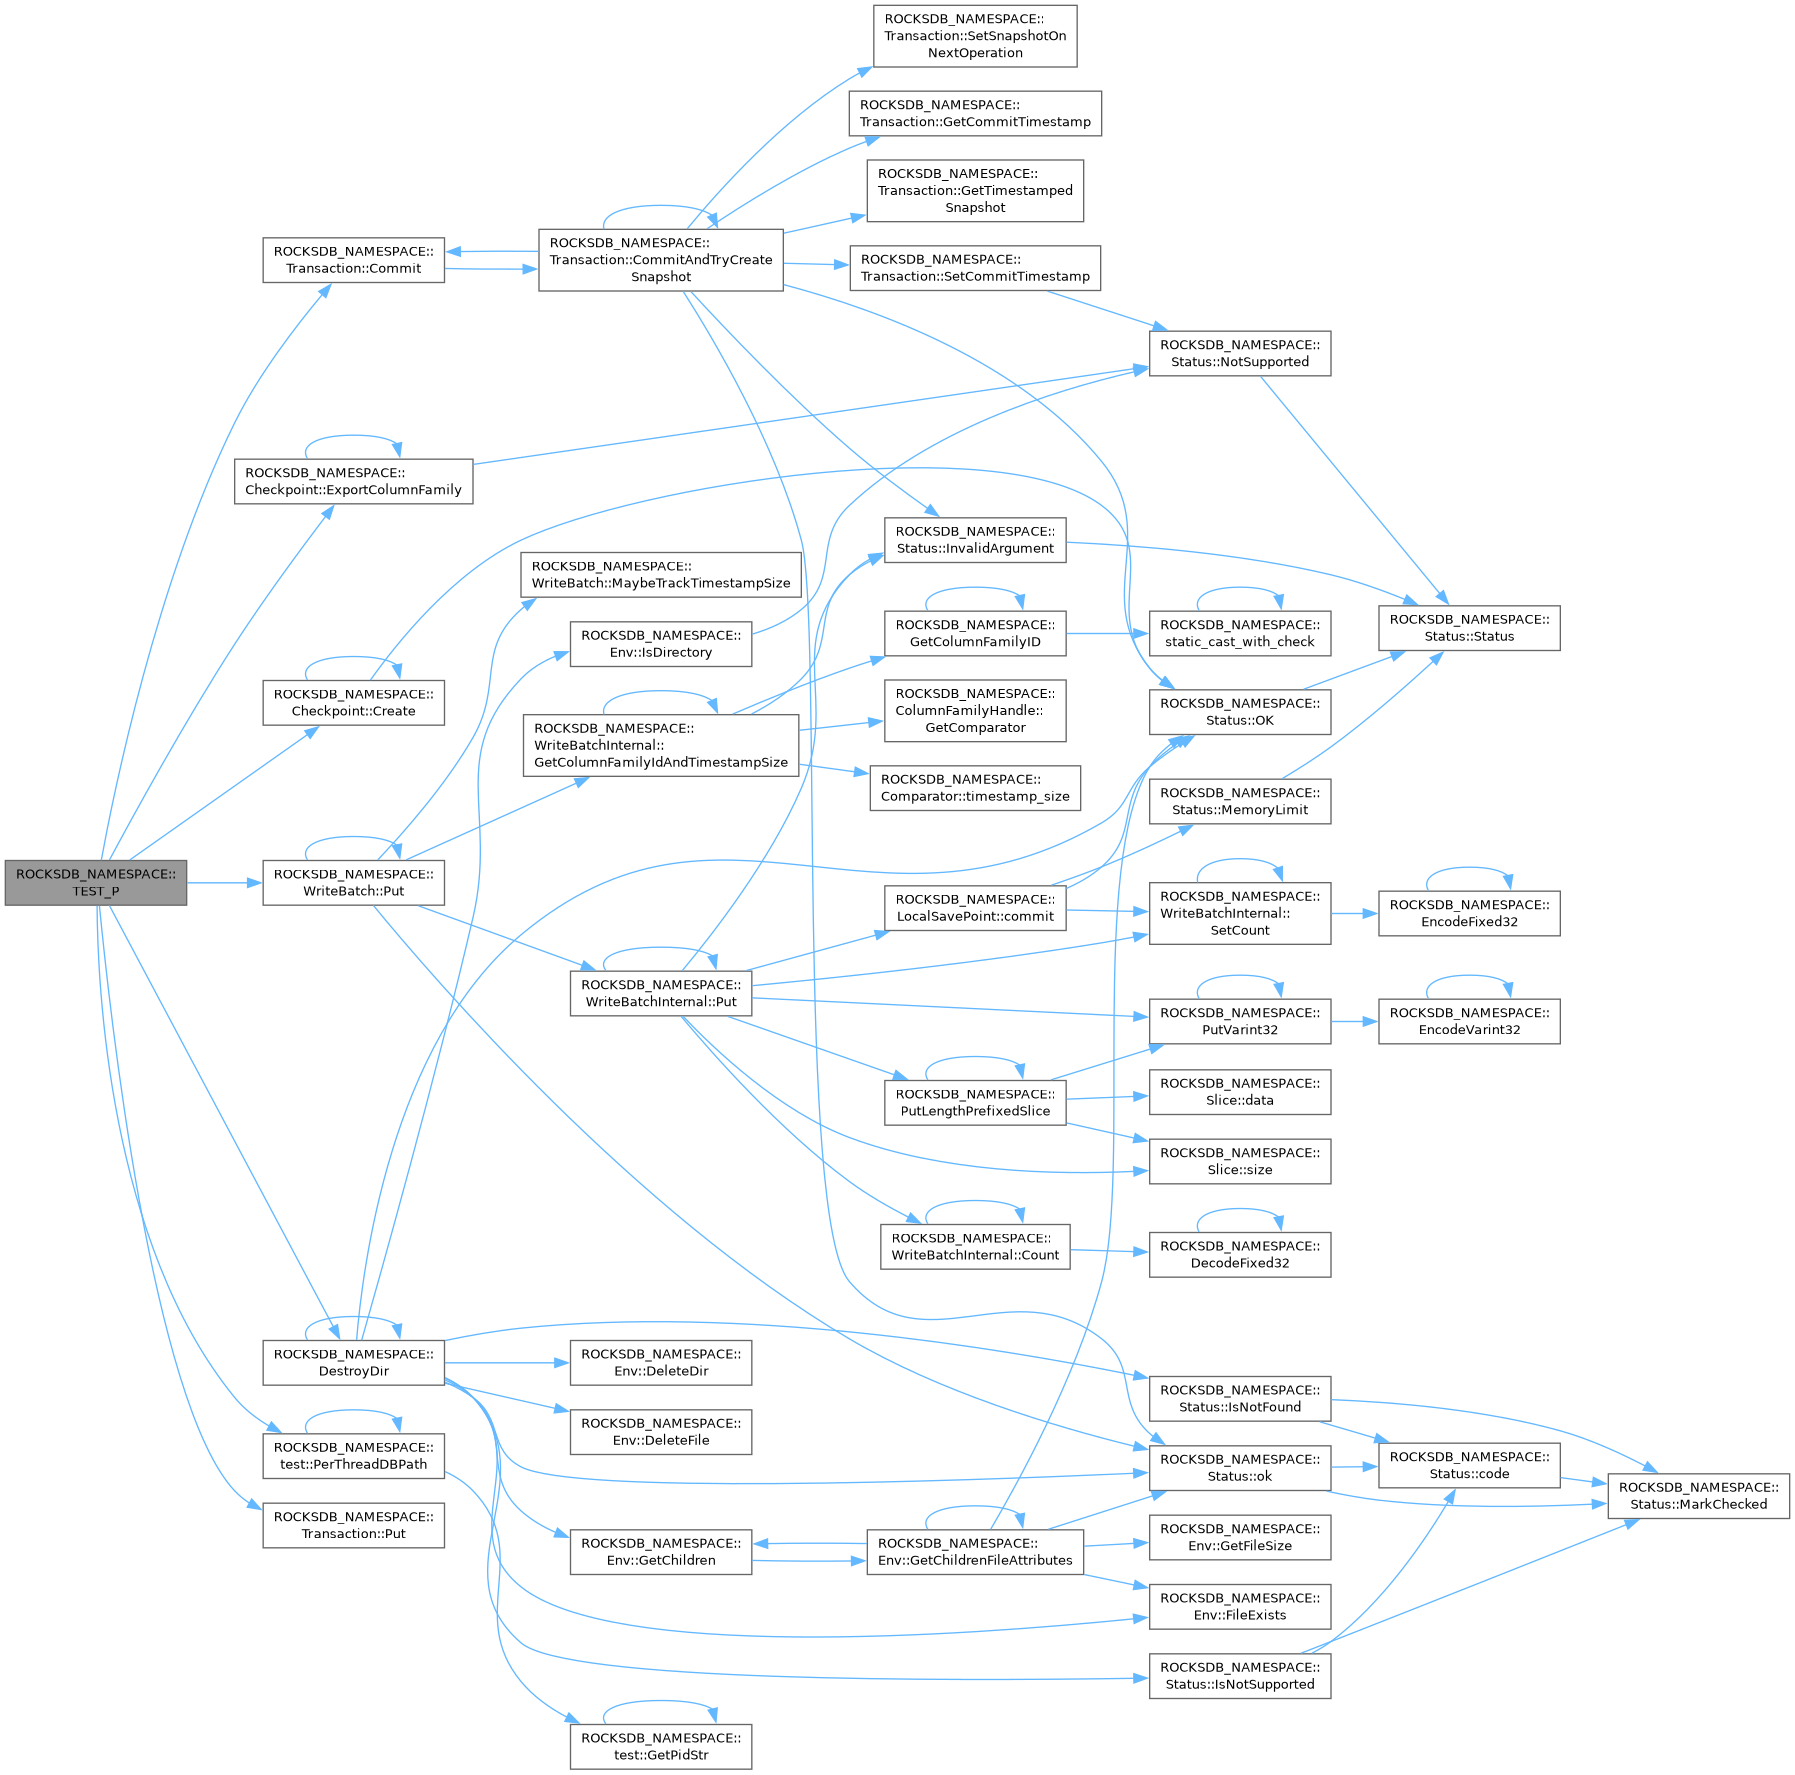 ROCKSDB_NAMESPACE::
Transaction::SetSnapshotOn
NextOperation
ROCKSDB_NAMESPACE::
Transaction::GetCommitTimestamp
ROCKSDB_NAMESPACE::
Transaction::GetTimestamped
Snapshot
ROCKSDB_NAMESPACE::
Transaction::Commit
ROCKSDB_NAMESPACE::
Transaction::CommitAndTryCreate
Snapshot
ROCKSDB_NAMESPACE::
Transaction::SetCommitTimestamp
ROCKSDB_NAMESPACE::
Status::NotSupported
ROCKSDB_NAMESPACE::
Checkpoint::ExportColumnFamily
ROCKSDB_NAMESPACE::
Status::InvalidArgument
ROCKSDB_NAMESPACE::
WriteBatch::MaybeTrackTimestampSize
ROCKSDB_NAMESPACE::
Env::IsDirectory
ROCKSDB_NAMESPACE::
GetColumnFamilyID
ROCKSDB_NAMESPACE::
static_cast_with_check
ROCKSDB_NAMESPACE::
Status::Status
ROCKSDB_NAMESPACE::
Checkpoint::Create
ROCKSDB_NAMESPACE::
WriteBatchInternal::
GetColumnFamilyIdAndTimestampSize
ROCKSDB_NAMESPACE::
ColumnFamilyHandle::
GetComparator
ROCKSDB_NAMESPACE::
Status::OK
ROCKSDB_NAMESPACE::
Comparator::timestamp_size
ROCKSDB_NAMESPACE::
Status::MemoryLimit
ROCKSDB_NAMESPACE::
TEST_P
ROCKSDB_NAMESPACE::
WriteBatch::Put
ROCKSDB_NAMESPACE::
LocalSavePoint::commit
ROCKSDB_NAMESPACE::
WriteBatchInternal::
SetCount
ROCKSDB_NAMESPACE::
EncodeFixed32
ROCKSDB_NAMESPACE::
WriteBatchInternal::Put
ROCKSDB_NAMESPACE::
PutVarint32
ROCKSDB_NAMESPACE::
EncodeVarint32
ROCKSDB_NAMESPACE::
PutLengthPrefixedSlice
ROCKSDB_NAMESPACE::
Slice::data
ROCKSDB_NAMESPACE::
Slice::size
ROCKSDB_NAMESPACE::
WriteBatchInternal::Count
ROCKSDB_NAMESPACE::
DecodeFixed32
ROCKSDB_NAMESPACE::
DestroyDir
ROCKSDB_NAMESPACE::
Env::DeleteDir
ROCKSDB_NAMESPACE::
Status::IsNotFound
ROCKSDB_NAMESPACE::
Env::DeleteFile
ROCKSDB_NAMESPACE::
test::PerThreadDBPath
ROCKSDB_NAMESPACE::
Status::ok
ROCKSDB_NAMESPACE::
Status::code
ROCKSDB_NAMESPACE::
Status::MarkChecked
ROCKSDB_NAMESPACE::
Transaction::Put
ROCKSDB_NAMESPACE::
Env::GetChildren
ROCKSDB_NAMESPACE::
Env::GetChildrenFileAttributes
ROCKSDB_NAMESPACE::
Env::GetFileSize
ROCKSDB_NAMESPACE::
Env::FileExists
ROCKSDB_NAMESPACE::
Status::IsNotSupported
ROCKSDB_NAMESPACE::
test::GetPidStr